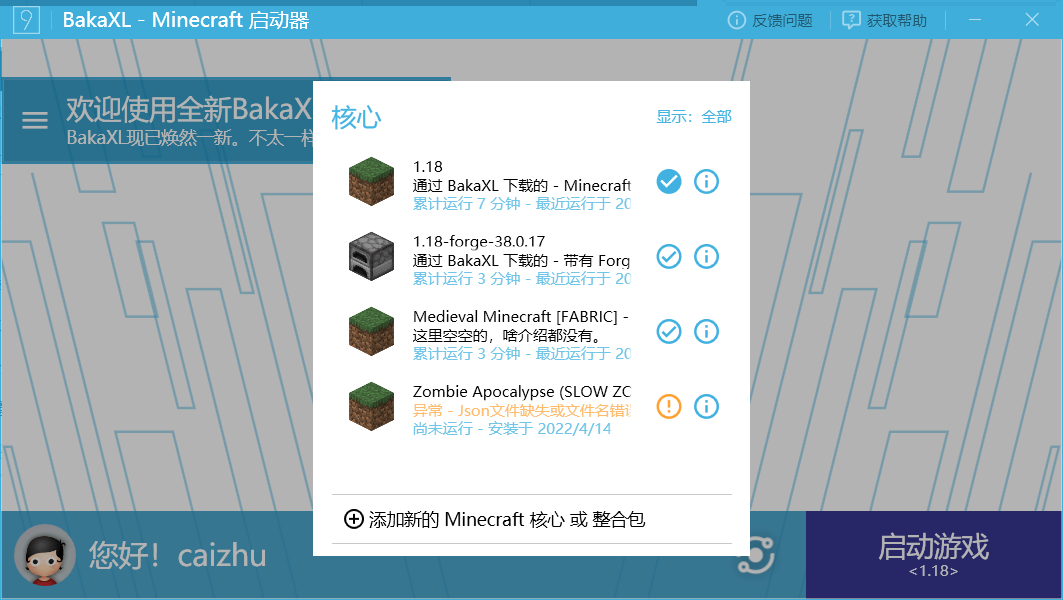 BakaXL - Minecraft 启动器
反馈问题
获取帮助
欢迎使用全新BakaX
BakaXL现已焕然一新。不太一样
核心
显示：全部
1.18
通过 BakaXL 下载的 - Minecraft
累计运行 7 分钟 - 最近运行于 20
1.18-forge-38.0.17
通过 BakaXL 下载的 - 带有 Forg
累计运行 3 分钟 - 最近运行于 20
Medieval Minecraft [FABRIC] -
这里空空的，啥介绍都没有。
累计运行 3 分钟 - 最近运行于 20
Zombie Apocalypse (SLOW ZO
异常 - Json文件缺失或文件名错误
尚未运行 - 安装于 2022/4/14
添加新的 Minecraft 核心 或 整合包
您好！caizhu
启动游戏
<1.18>